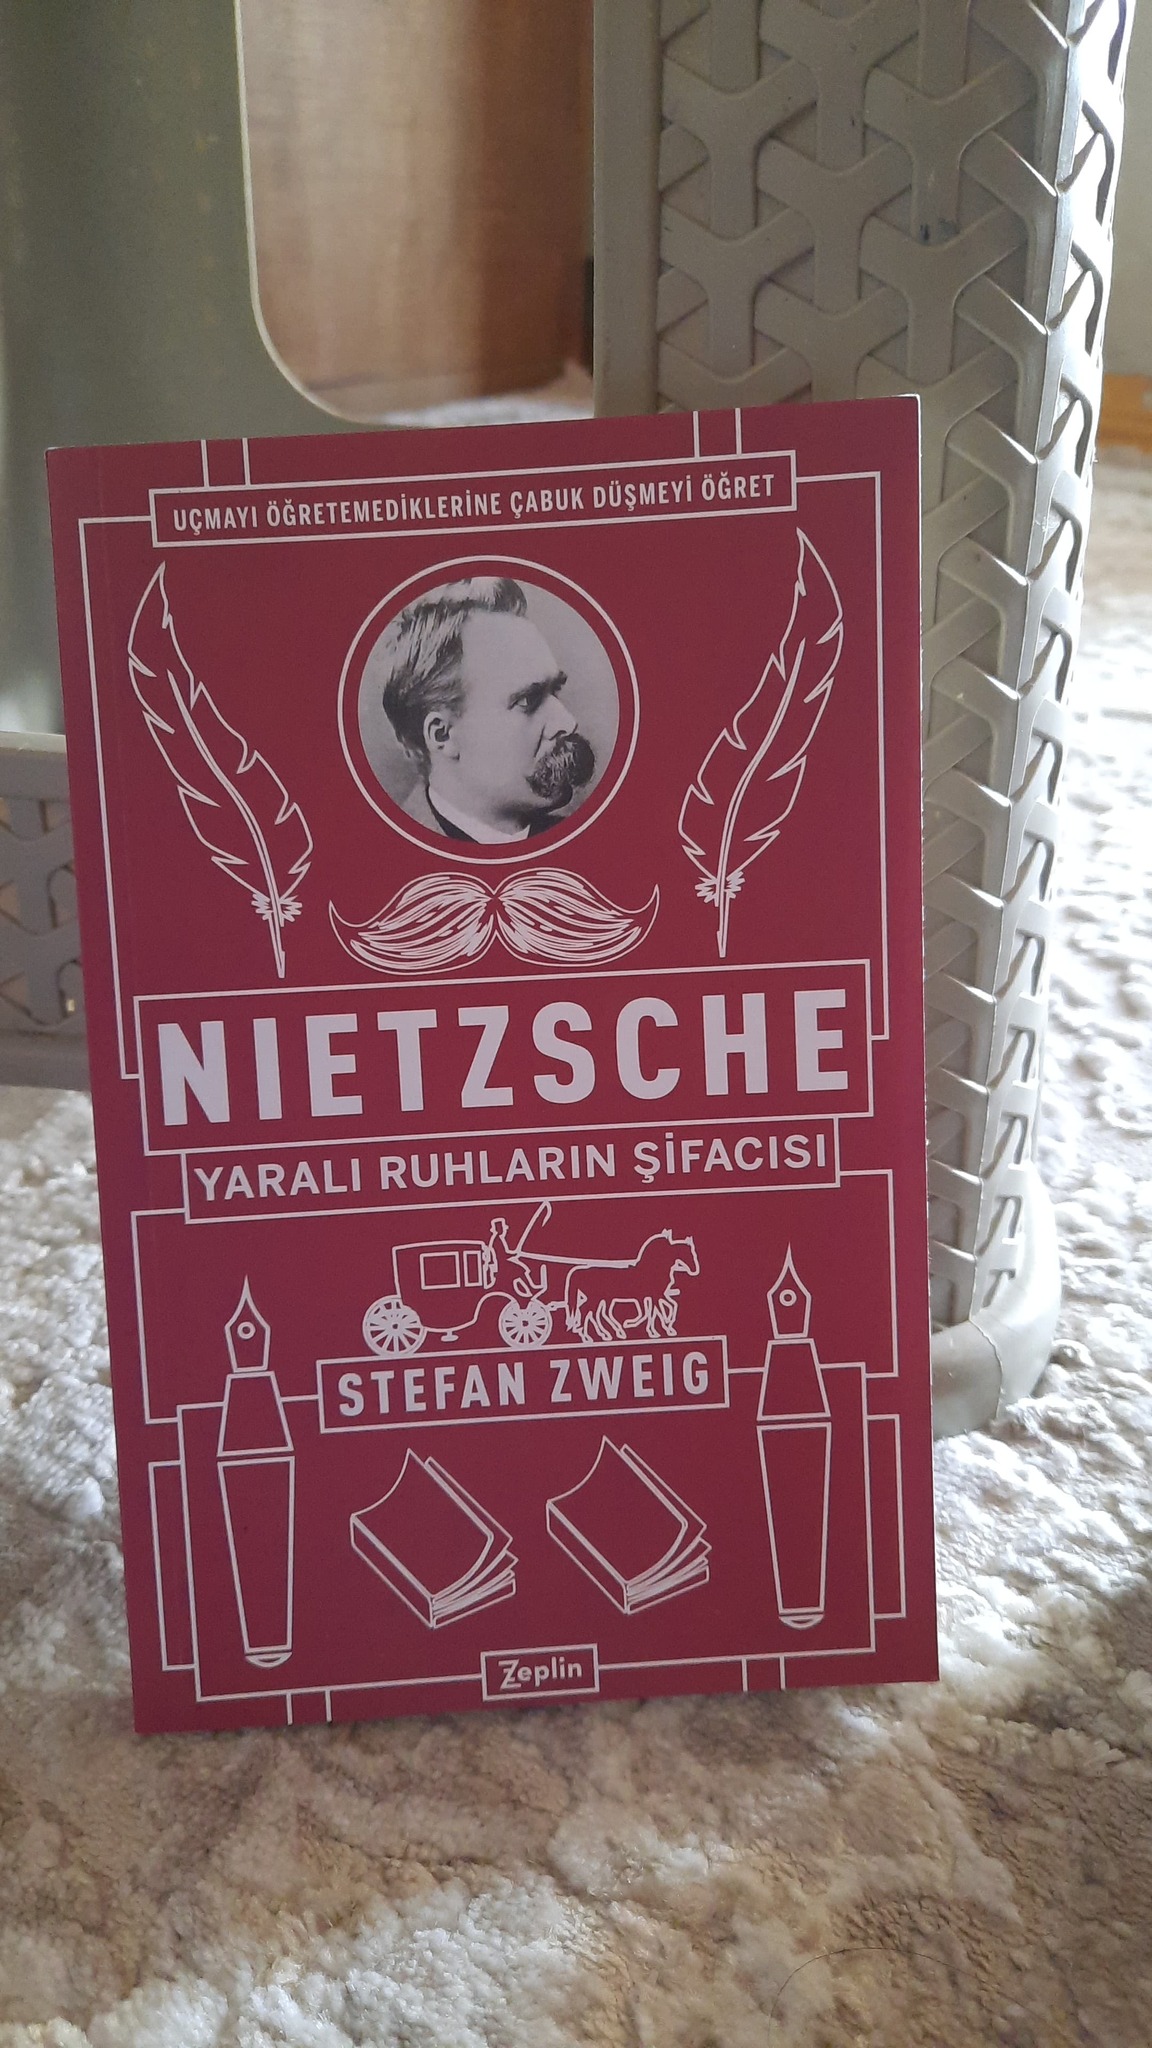 UÇMAYI ÖĞRETEMEDİKLERİNE ÇABUK DÜŞMEYİ ÖĞRET
NIETZSCHE
YARALI RUHLARIN ŞİFACISI
STEFAN ZWEIG
Zeplin